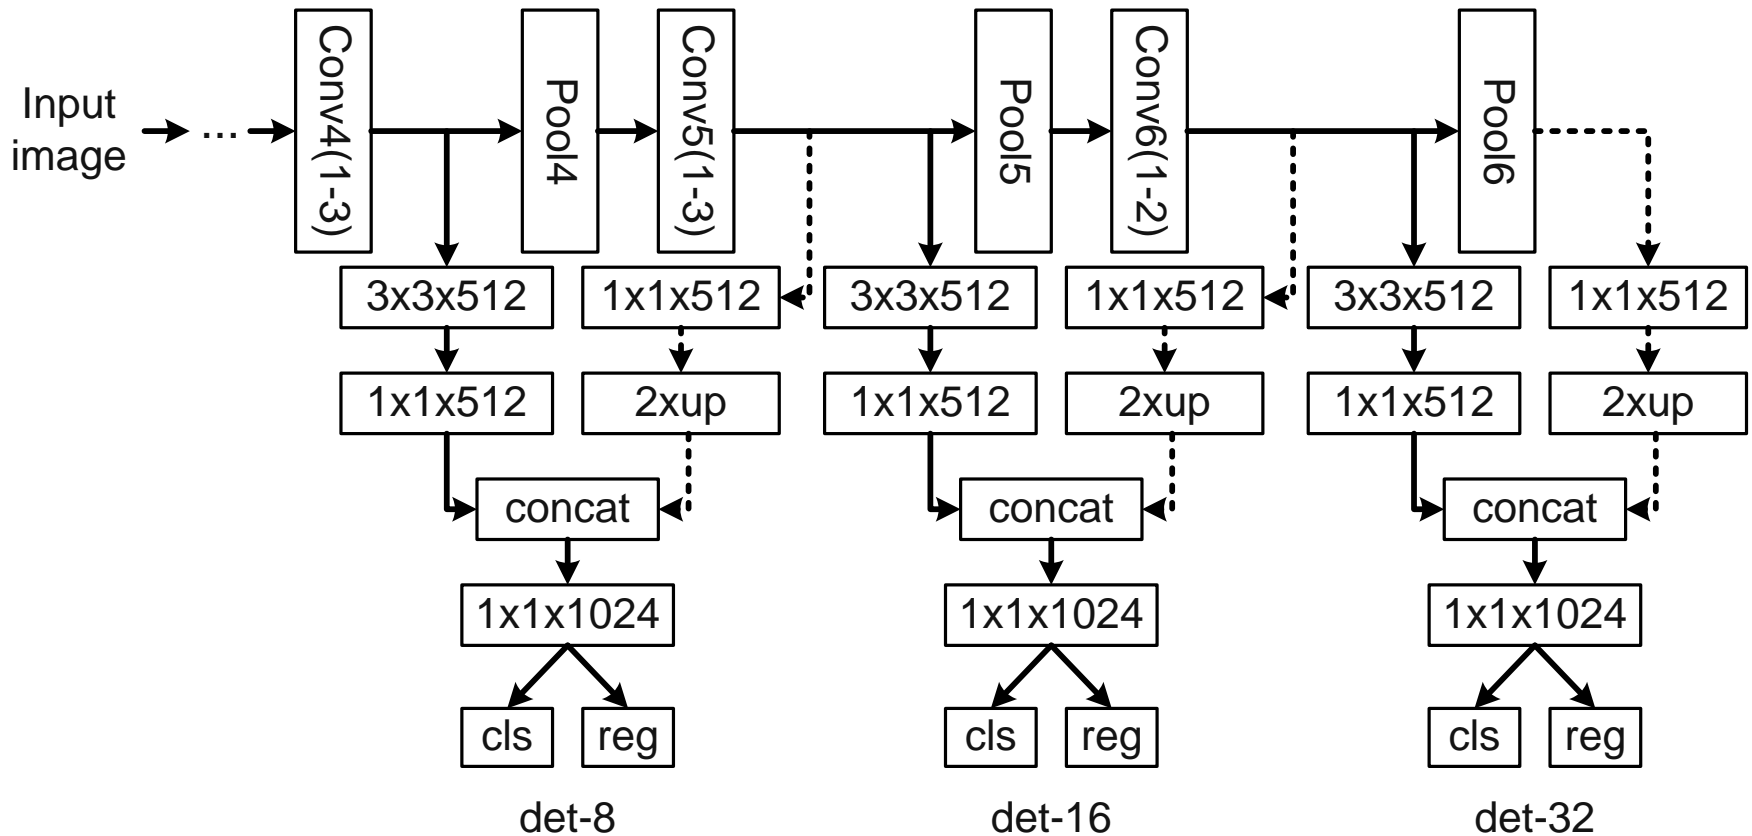 Input
image
...
Conv4(1-3)
Pool4
Conv5(1-3)
Pool5
Conv6(1-2)
Pool6
3x3x512
1x1x512
3x3x512
1x1x512
3x3x512
1x1x512
1x1x512
2xup
1x1x512
2xup
1x1x512
2xup
concat
concat
concat
1x1x1024
1x1x1024
1x1x1024
cls
reg
cls
reg
cls
reg
det-8
det-16
det-32